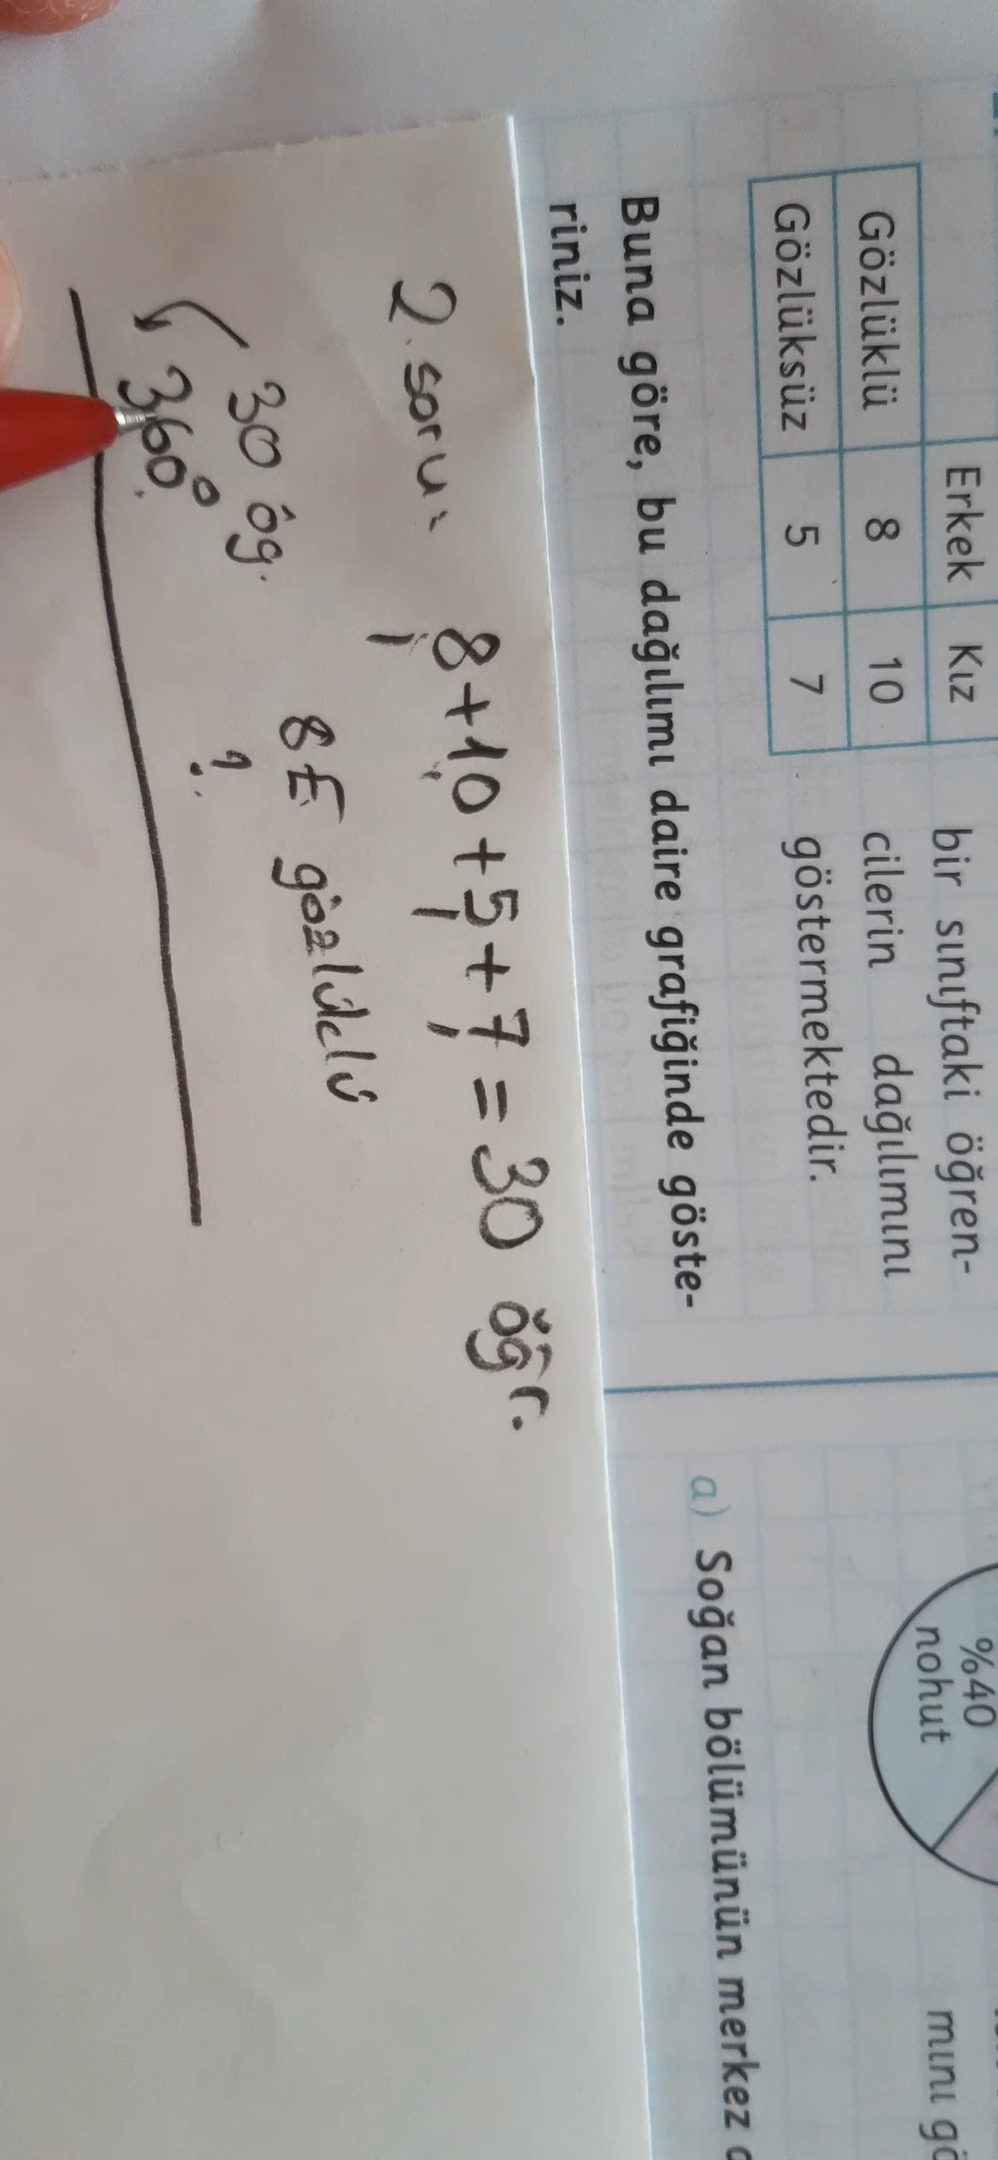 Erkek Kız
Gözlüklü 8 10
Gözlüksüz 5 7
bir sınıftaki öğren-
cilerin dağılımını
göstermektedir.
Buna göre, bu dağılımı daire grafiğinde göste-
riniz.
%40
nohut
mını
a) Soğan bölümünün merkez
2. soru:
8+10+5+7=30 öğr.
30 öğ. 8E gözlüklü
360° ?